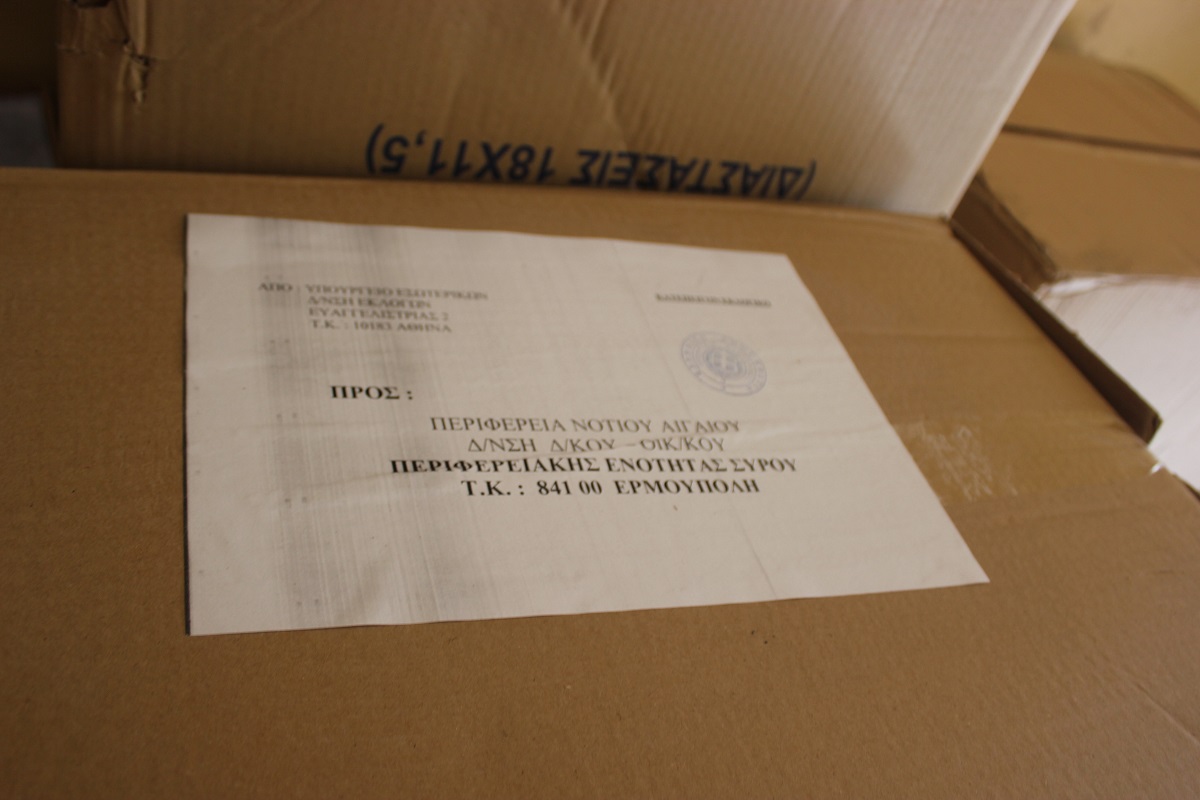 (ΔΙΑΣΤΑΣΕΙΣ 18Χ11,5)
ΑΠΟ : ΥΠΟΥΡΓΕΙΟ ΕΣΩΤΕΡΙΚΩΝ
Δ/ΝΣΗ ΕΚΛΟΓΩΝ
ΕΥΑΓΓΕΛΙΣΤΡΙΑΣ 2
Τ.Κ. : 10183 ΑΘΗΝΑ
ΠΡΟΣ :
ΠΕΡΙΦΕΡΕΙΑ ΝΟΤΙΟΥ ΑΙΓΑΙΟΥ
Δ/ΝΣΗ Δ/ΚΟΥ – ΟΙΚ/ΚΟΥ
ΠΕΡΙΦΕΡΕΙΑΚΗΣ ΕΝΟΤΗΤΑΣ ΣΥΡΟΥ
Τ.Κ. : 841 00 ΕΡΜΟΥΠΟΛΗ